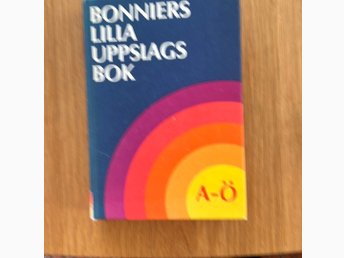 BONNIERS
LILLA
UPPSLAGS
BOK
A-Ö